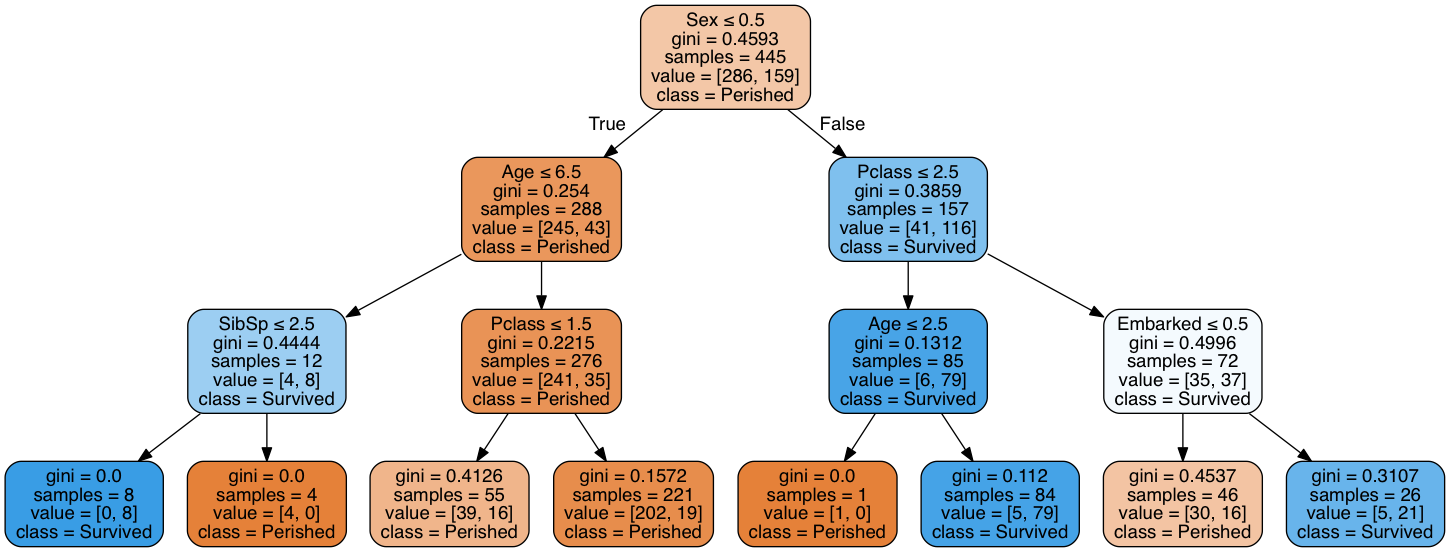 Sex ≤ 0.5
gini = 0.4593
samples = 445
value = [286, 159]
class = Perished
True
False
Age ≤ 6.5
gini = 0.254
samples = 288
value = [245, 43]
class = Perished
Pclass ≤ 2.5
gini = 0.3859
samples = 157
value = [41, 116]
class = Survived
SibSp ≤ 2.5
gini = 0.4444
samples = 12
value = [4, 8]
class = Survived
Pclass ≤ 1.5
gini = 0.2215
samples = 276
value = [241, 35]
class = Perished
Age ≤ 2.5
gini = 0.1312
samples = 85
value = [6, 79]
class = Survived
Embarked ≤ 0.5
gini = 0.4996
samples = 72
value = [35, 37]
class = Survived
gini = 0.0
samples = 8
value = [0, 8]
class = Survived
gini = 0.0
samples = 4
value = [4, 0]
class = Perished
gini = 0.4126
samples = 55
value = [39, 16]
class = Perished
gini = 0.1572
samples = 221
value = [202, 19]
class = Perished
gini = 0.0
samples = 1
value = [1, 0]
class = Perished
gini = 0.112
samples = 84
value = [5, 79]
class = Survived
gini = 0.4537
samples = 46
value = [30, 16]
class = Perished
gini = 0.3107
samples = 26
value = [5, 21]
class = Survived